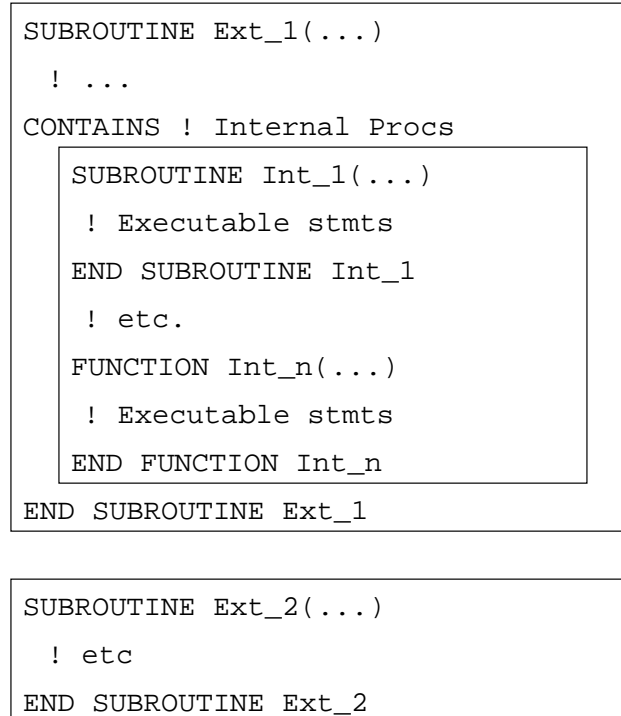 SUBROUTINE Ext_1(...)
! ...
CONTAINS ! Internal Procs
SUBROUTINE Int_1(...)
! Executable stmts
END SUBROUTINE Int_1
! etc.
FUNCTION Int_n(...)
! Executable stmts
END FUNCTION Int_n
END SUBROUTINE Ext_1
SUBROUTINE Ext_2(...)
! etc
END SUBROUTINE Ext_2